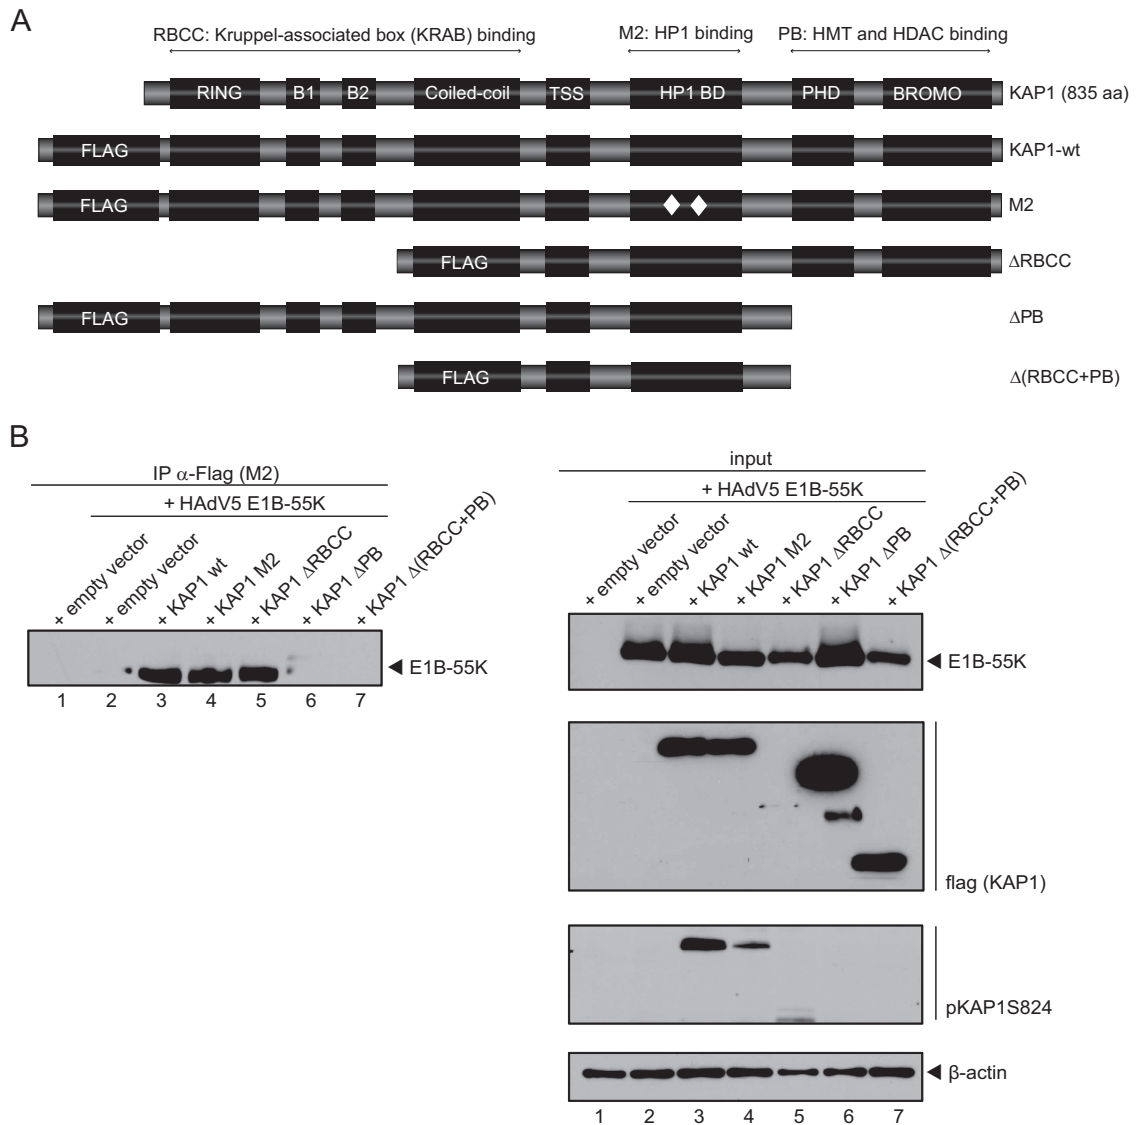 A
RBCC: Kruppel-associated box (KRAB) binding
M2: HP1 binding
PB: HMT and HDAC binding
RING B1 B2 Coiled-coil TSS HP1 BD PHD BROMO KAP1 (835 aa)
FLAG KAP1-wt
FLAG M2
FLAG ΔRBCC
FLAG ΔPB
FLAG Δ(RBCC+PB)
B
IP α-Flag (M2)
+ HAdV5 E1B-55K
+ empty vector
+ empty vector
+ KAP1 wt
+ KAP1 M2
+ KAP1 ΔRBCC
+ KAP1 ΔPB
+ KAP1 Δ(RBCC+PB)
E1B-55K
1 2 3 4 5 6 7
input
+ HAdV5 E1B-55K
+ empty vector
+ empty vector
+ KAP1 wt
+ KAP1 M2
+ KAP1 ΔRBCC
+ KAP1 ΔPB
+ KAP1 Δ(RBCC+PB)
E1B-55K
flag (KAP1)
pKAP1S824
β-actin
1 2 3 4 5 6 7